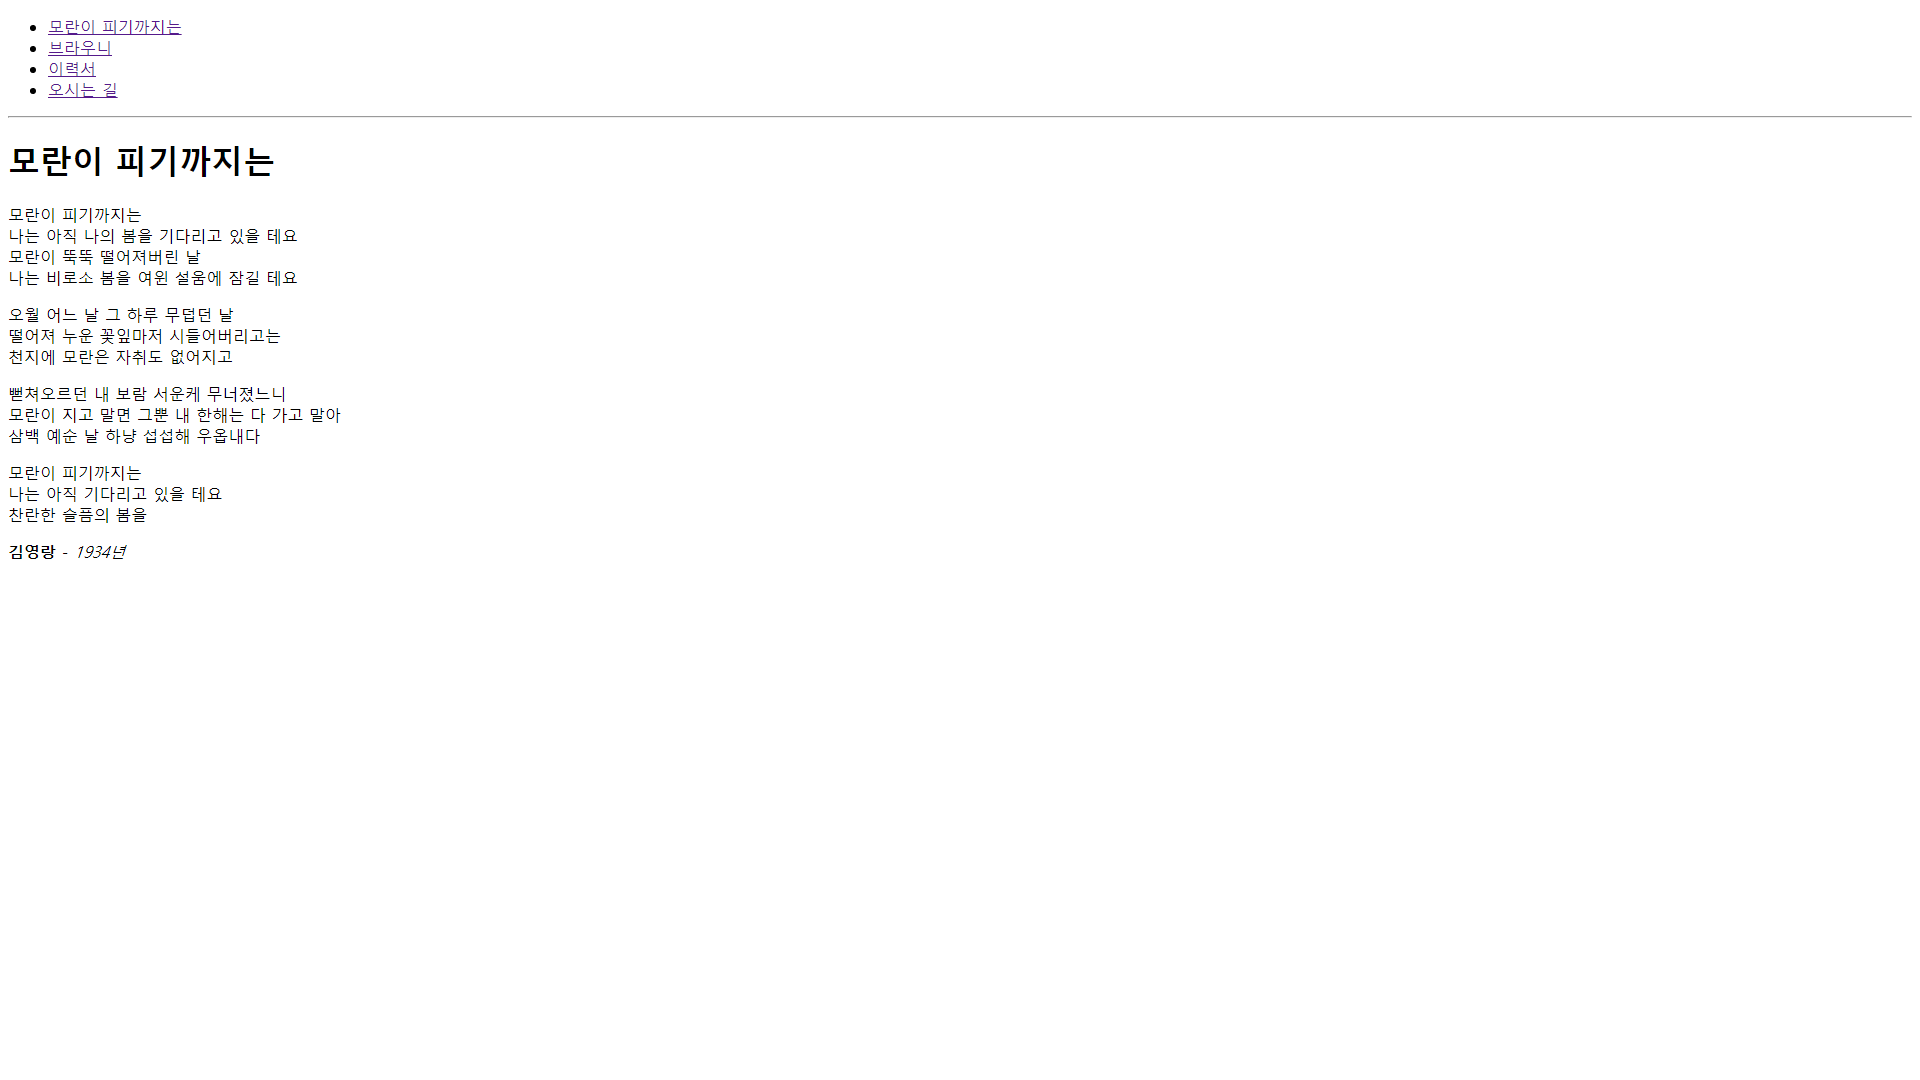 모란이 피기까지는
브라우니
이력서
오시는 길
모란이 피기까지는
모란이 피기까지는
나는 아직 나의 봄을 기다리고 있을 테요
모란이 뚝뚝 떨어져버린 날
나는 비로소 봄을 여읜 설움에 잠길 테요
오월 어느 날 그 하루 무덥던 날
떨어져 누운 꽃잎마저 시들어버리고는
천지에 모란은 자취도 없어지고
뻗쳐오르던 내 보람 서운케 무너졌느니
모란이 지고 말면 그뿐 내 한해는 다 가고 말아
삼백 예순 날 하냥 섭섭해 우옵내다
모란이 피기까지는
나는 아직 기다리고 있을 테요
찬란한 슬픔의 봄을
김영랑 - 1934년